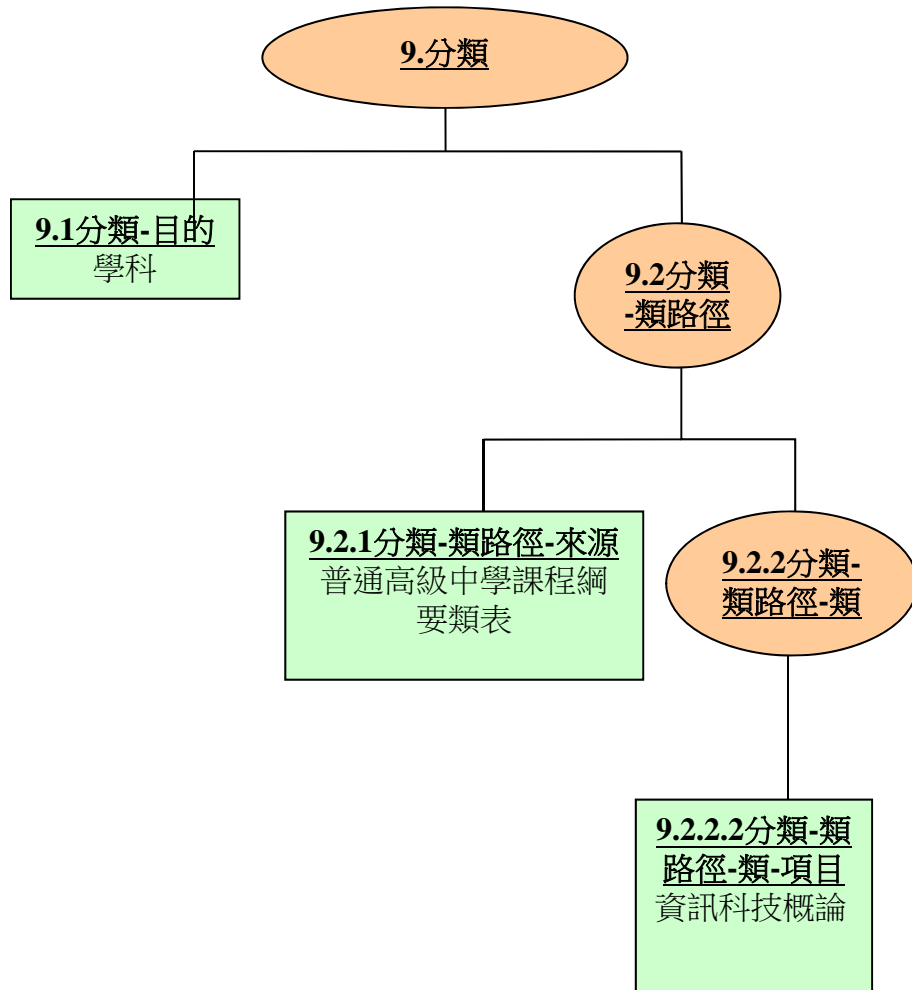 9.分類
9.1分類-目的
學科
9.2分類
-類路徑
9.2.1分類-類路徑-來源
普通高級中學課程綱
要類表
9.2.2分類-
類路徑-類
9.2.2.2分類-類
路徑-類-項目
資訊科技概論